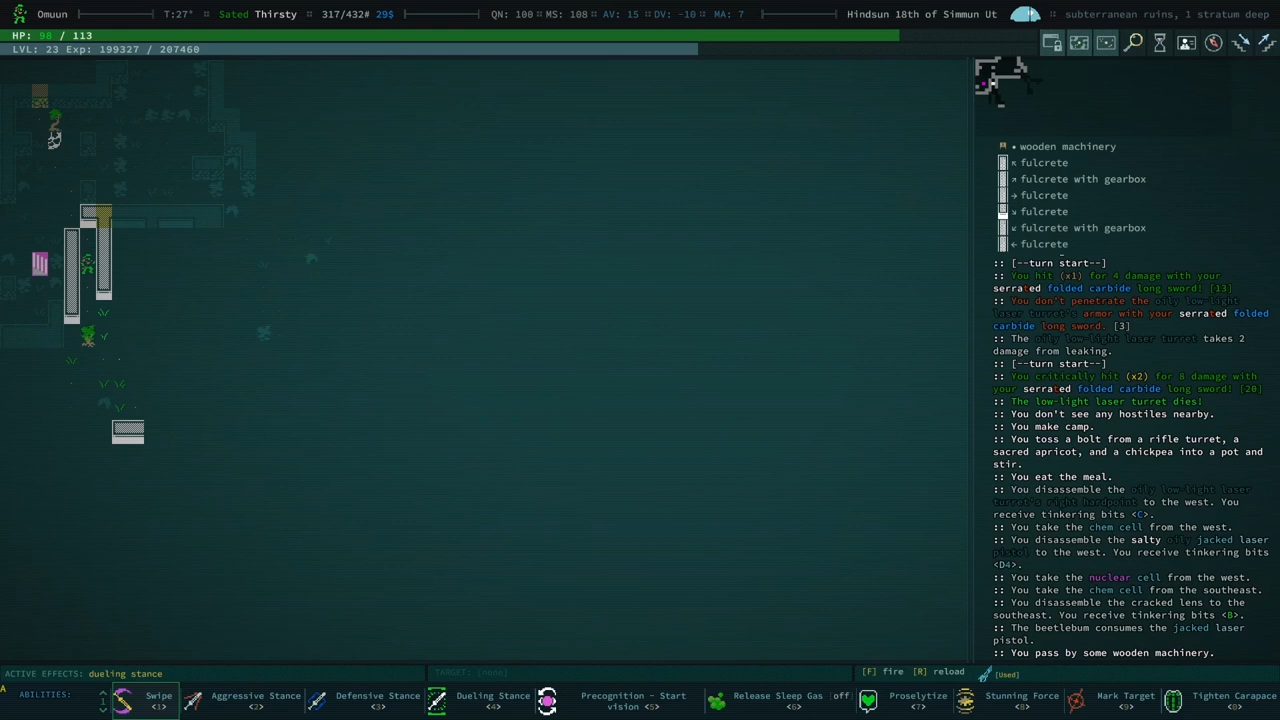 Omuun T:27° Sated Thirsty 317/432# 29$ QN: 100 MS: 108 AV: 15 DV: -10 MA: 7 Hindsun 18th of Simmun Ut subterranean ruins, 1 stratum deep
HP: 98 / 113
LVL: 23 Exp: 199327 / 207460
wooden machinery
fulcrete
fulcrete with gearbox
fulcrete
fulcrete
fulcrete with gearbox
fulcrete
:: [--turn start--]
:: You hit (x1) for 4 damage with your
serrated folded carbide long sword! [13]
:: You don't penetrate the oily low-light
laser turret's armor with your serrated folded
carbide long sword. [3]
:: The oily low-light laser turret takes 2
damage from leaking.
:: [--turn start--]
:: You critically hit (x2) for 8 damage with
your serrated folded carbide long sword! [20]
:: The low-light laser turret dies!
:: You don't see any hostiles nearby.
:: You make camp.
:: You toss a bolt from a rifle turret, a
sacred apricot, and a chickpea into a pot and
stir.
:: You eat the meal.
:: You disassemble the oily low-light laser
turret's right hardpoint to the west. You
receive tinkering bits <C>.
:: You take the chem cell from the west.
:: You disassemble the salty oily jacked laser
pistol to the west. You receive tinkering bits
<D4>.
:: You take the nuclear cell from the west.
:: You take the chem cell from the southeast.
:: You disassemble the cracked lens to the
southeast. You receive tinkering bits <B>.
:: The beetlebum consumes the jacked laser
pistol.
:: You pass by some wooden machinery.
ACTIVE EFFECTS: dueling stance TARGET: [none] [F] fire [R] reload [Used]
A
ABILITIES: 1 Swipe <1> Aggressive Stance <2> Defensive Stance <3> Dueling Stance <4> Precognition - Start vision <5> Release Sleep Gas off <6> Proselytize <7> Stunning Force <8> Mark Target <9> Tighten Carapace <0>